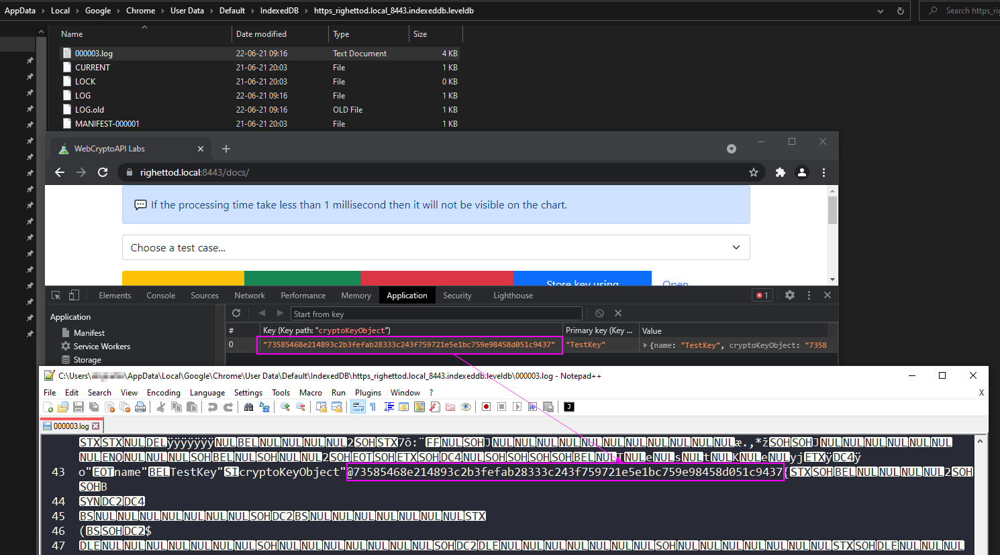 AppData > Local > Google > Chrome > User Data > Default > IndexedDB > https_righettod.local_8443.indexeddb.leveldb
Search https_ri
Name Date modified Type Size
000003.log 22-06-21 09:16 Text Document 4 KB
CURRENT 21-06-21 20:03 File 1 KB
LOCK 21-06-21 20:03 File 0 KB
LOG 22-06-21 09:16 File 1 KB
LOG.old 22-06-21 09:16 OLD File 1 KB
MANIFEST-000001 21-06-21 20:03 File 1 KB
WebCryptoAPI Labs
righettod.local:8443/docs/
If the processing time take less than 1 millisecond then it will not be visible on the chart.
Choose a test case...
Store key using
Open
Elements Console Sources Network Performance Memory Application Security Lighthouse 1
Application
Start from key
Manifest
# Key (Key path: "cryptoKeyObject") Primary key (Key ... Value
Service Workers
0 "73585468e214893c2b3fefab28333c243f759721e5e1bc759e98458d051c9437" "TestKey" {name: "TestKey", cryptoKeyObject: "7358
Storage
C:\Users\ \AppData\Local\Google\Chrome\User Data\Default\IndexedDB\https_righettod.local_8443.indexeddb.leveldb\000003.log - Notepad++
File Edit Search View Encoding Language Settings Tools Macro Run Plugins Window ? X
000003.log
STXSTXNULDELÿÿÿÿÿÿÿNULBELNULNULNULNUL2SOHSTX7ô:¨FFNULSOHJNULNULNULNULNULNULNULNULNULNULNULæ.,*žSOHSOHJNULNULNULNULNULNUL
NULENQNULNULNULSOHBELNULSOHNULNUL2SOHEOTSOHETXSOHDC4NULSOHSOHSOHSOHBELNULTNULeNULsNULtNULKNULeNULyjETXÿDC4ÿ
43 o"EOTname"BELTestKey"SIcryptoKeyObject"@73585468e214893c2b3fefab28333c243f759721e5e1bc759e98458d051c9437{STXSOHBELNULNULNULNUL2SOH
SOHB
44 SYNDC2DC4
45 BSNULNULNULNULNULNULNULSOHDC2BSNULNULNULNULNULNULNULSTX
46 (BSSOHDC2$
47 DLENULNULNULNULNULNULNULSOHNULNULNULNULNULNULNULSOHDC2DLENULNULNULNULNULNULNULSOHNULNULNULNULNULNULNULSTXSOHDLENULNULNUL